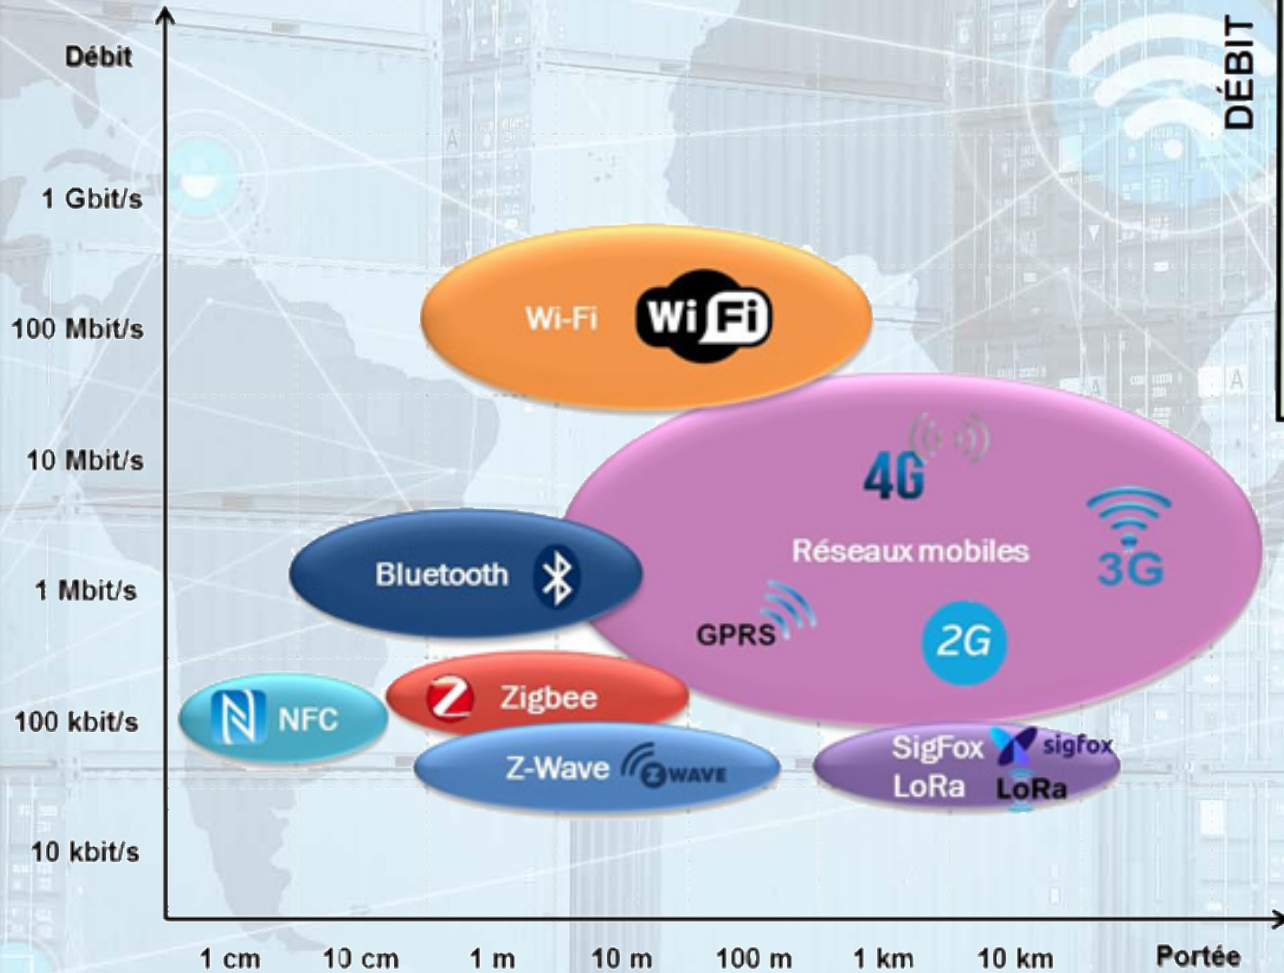 Débit
DÉBIT
1 Gbit/s
Wi-Fi
Wi Fi
100 Mbit/s
10 Mbit/s
4G
Réseaux mobiles
3G
Bluetooth
1 Mbit/s
GPRS
2G
Zigbee
NFC
100 kbit/s
SigFox
sigfox
Z-Wave
Z WAVE
LoRa
LoRa
10 kbit/s
1 cm
10 cm
1 m
10 m
100 m
1 km
10 km
Portée